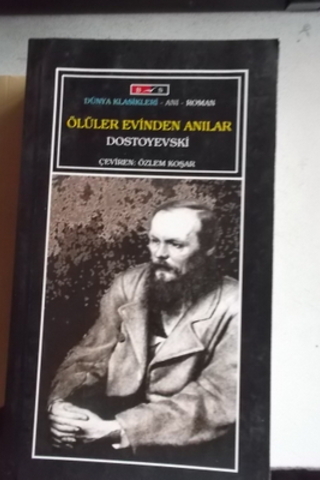 DÜNYA KLASİKLERİ - ANI - ROMAN
ÖLÜLER EVİNDEN ANILAR
DOSTOYEVSKİ
ÇEVİREN: ÖZLEM KOŞAR